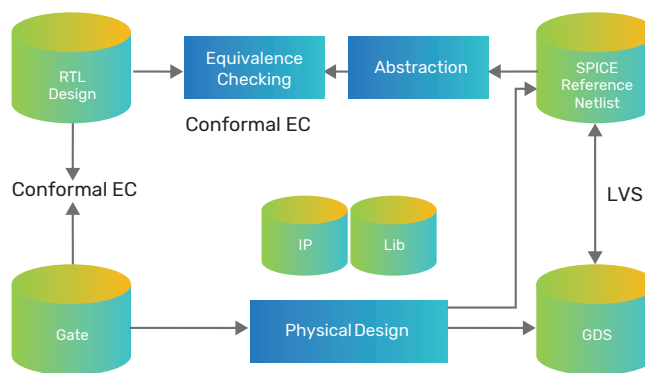 RTL
Design
Equivalence
Checking
Abstraction
SPICE
Reference
Netlist
Conformal EC
Conformal EC
LVS
IP
Lib
Gate
Physical Design
GDS